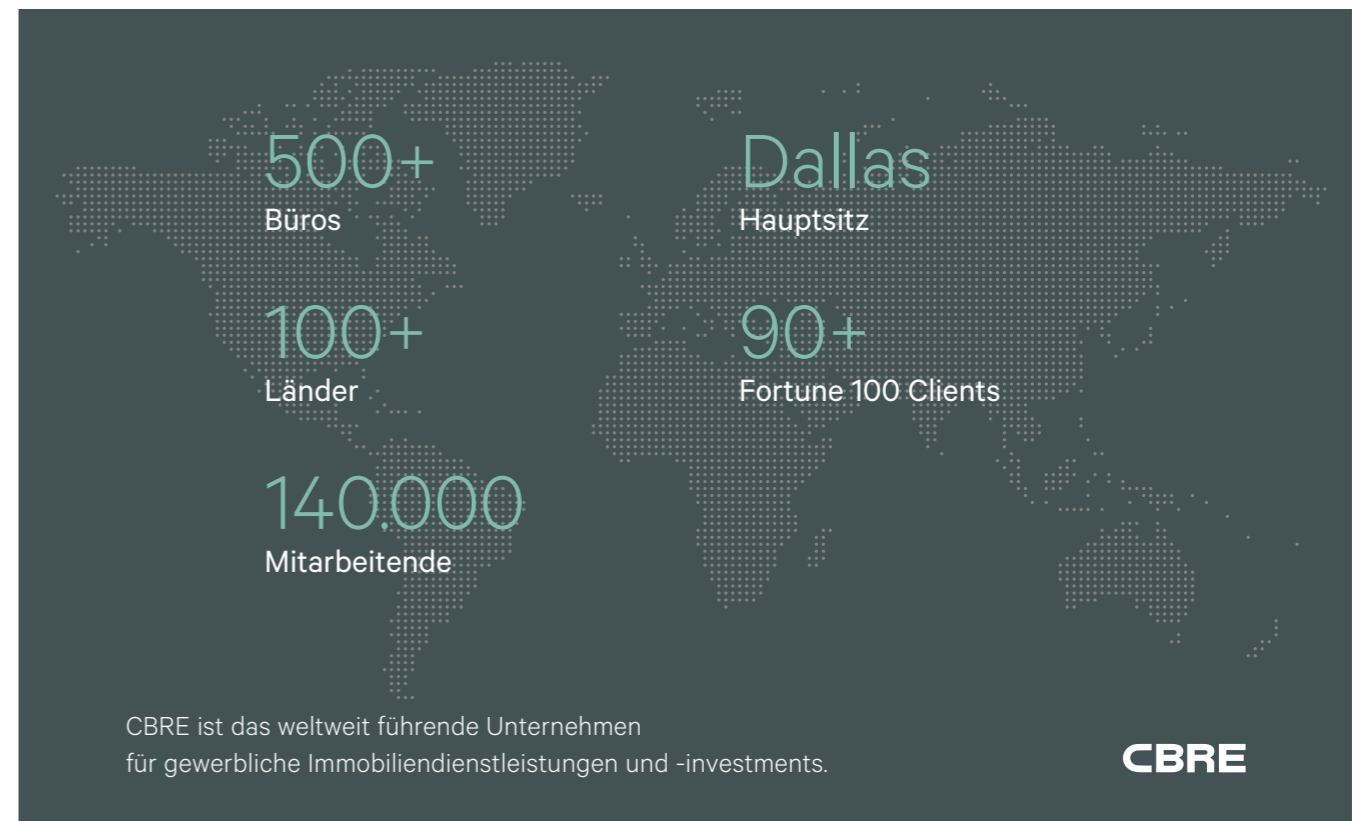 500+
Büros
Dallas
Hauptsitz
100+
Länder
90+
Fortune 100 Clients
140.000
Mitarbeitende
CBRE ist das weltweit führende Unternehmen
für gewerbliche Immobiliendienstleistungen und -investments.
CBRE